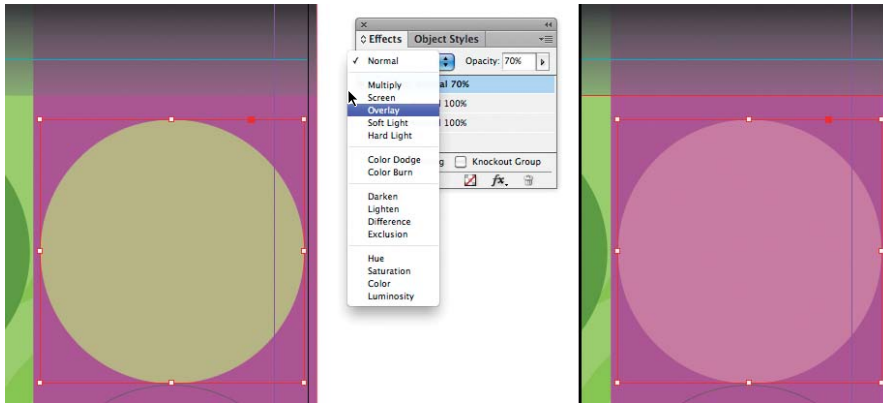 Effects Object Styles
✓ Normal
Opacity: 70%
Multiply
al 70%
Screen
l 100%
Overlay
Soft Light
l 100%
Hard Light
Color Dodge
g Knockout Group
Color Burn
fx.
Darken
Lighten
Difference
Exclusion
Hue
Saturation
Color
Luminosity